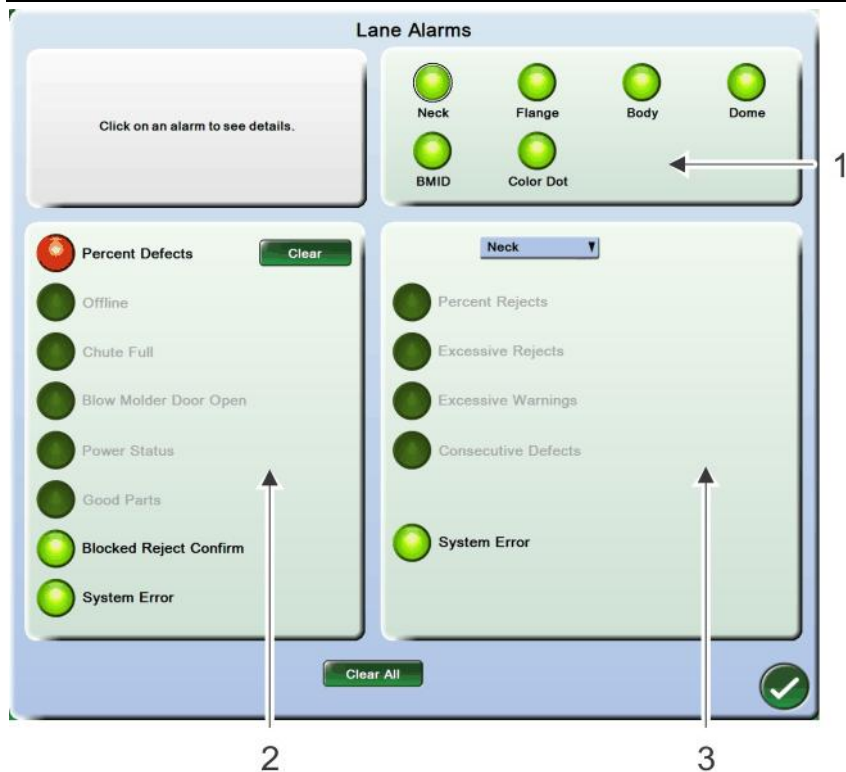 Lane Alarms
Click on an alarm to see details.
Neck
Flange
Body
Dome
BMID
Color Dot
1
Percent Defects
Clear
Offline
Chute Full
Blow Molder Door Open
Power Status
Good Parts
Blocked Reject Confirm
System Error
Neck
Percent Rejects
Excessive Rejects
Excessive Warnings
Consecutive Defects
System Error
Clear All
2
3